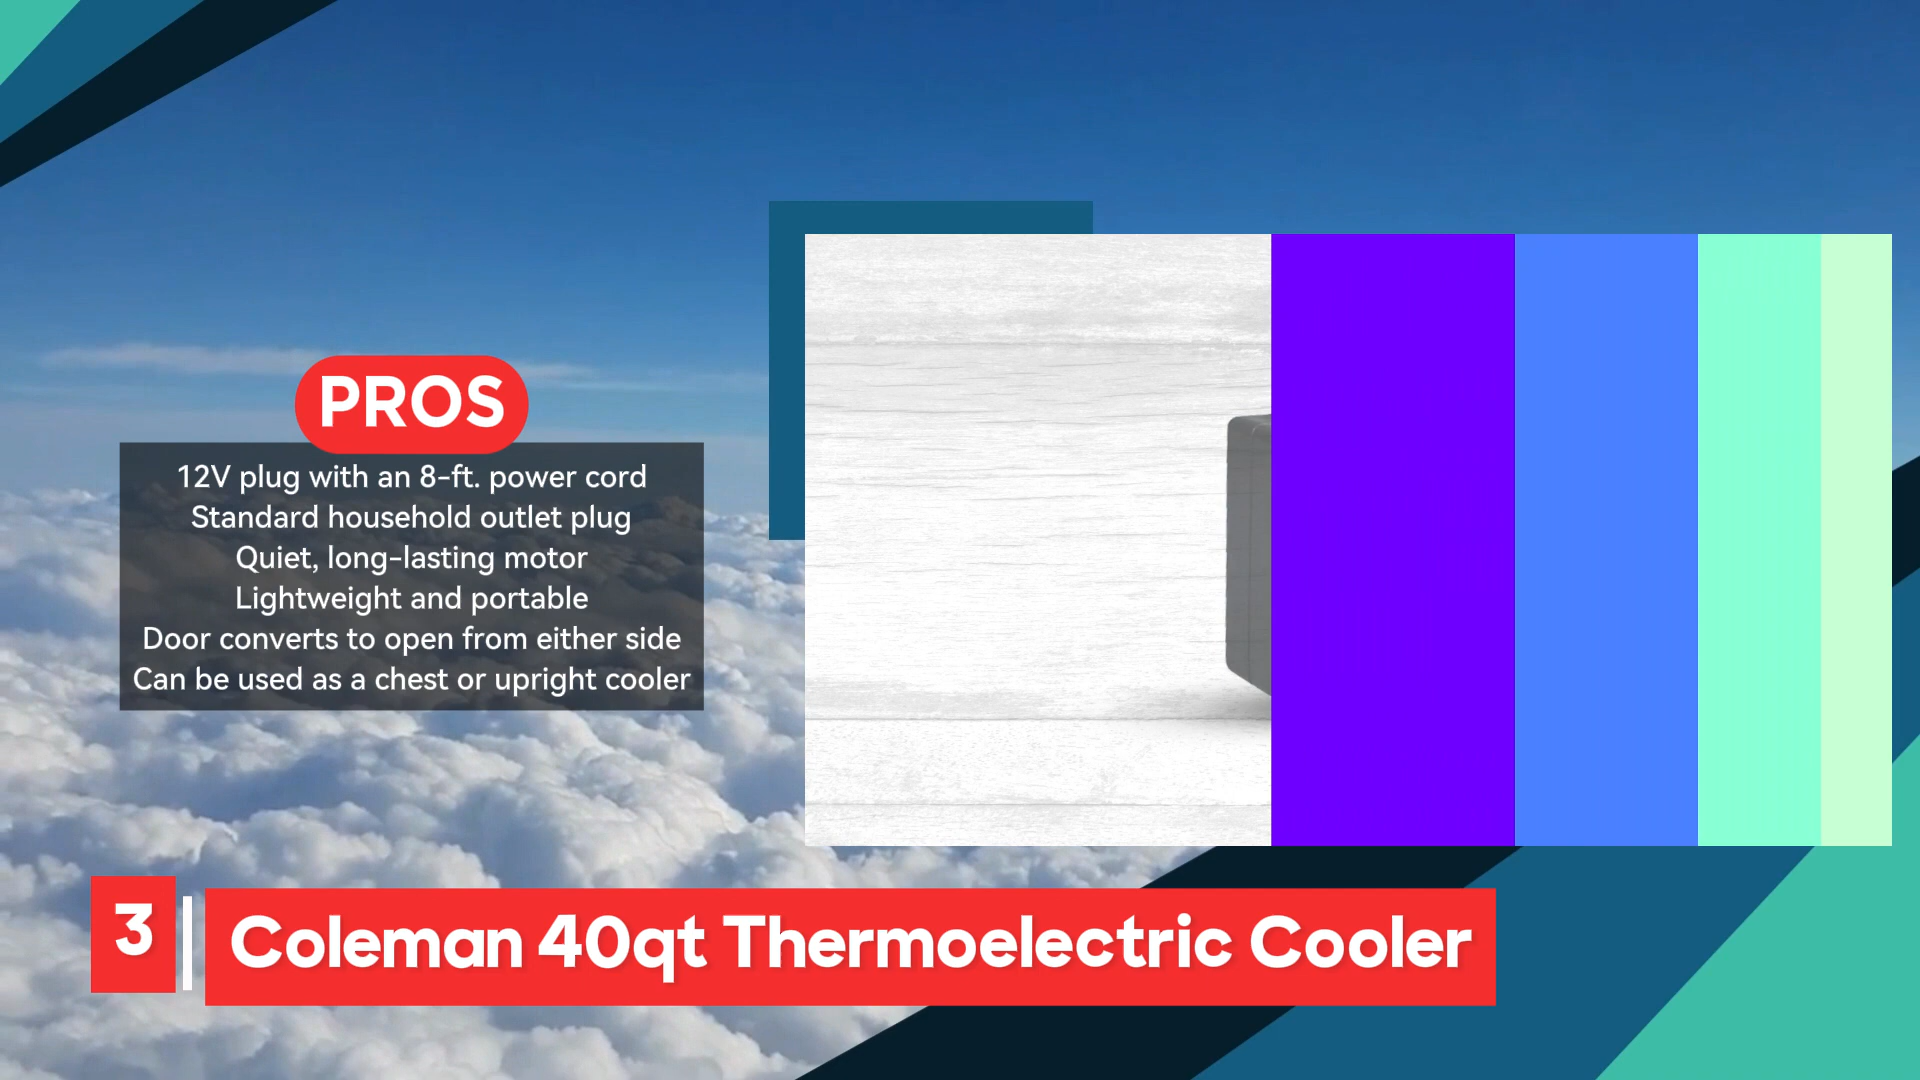 PROS
12V plug with an 8-ft. power cord
Standard household outlet plug
Quiet, long-lasting motor
Lightweight and portable
Door converts to open from either side
Can be used as a chest or upright cooler
3
Coleman 40qt Thermoelectric Cooler